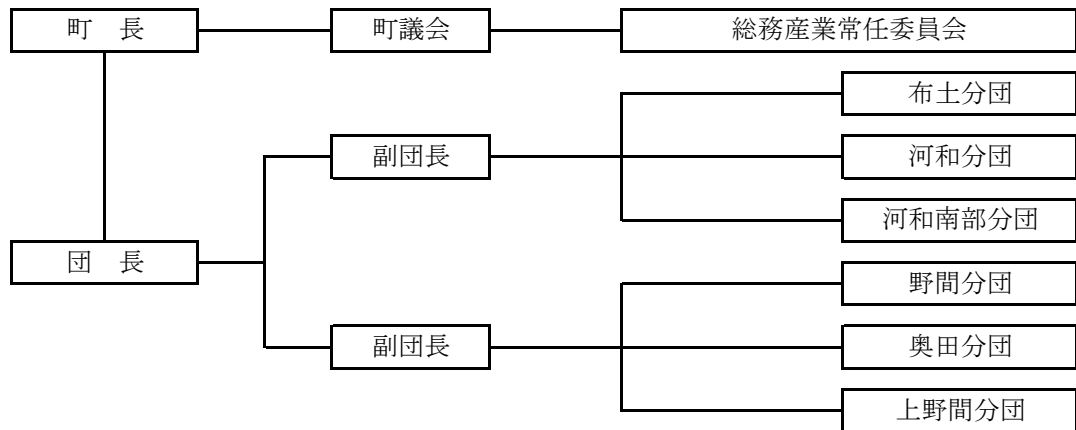 町　長
町議会
総務産業常任委員会
布土分団
副団長
河和分団
河和南部分団
団　長
野間分団
副団長
奥田分団
上野間分団